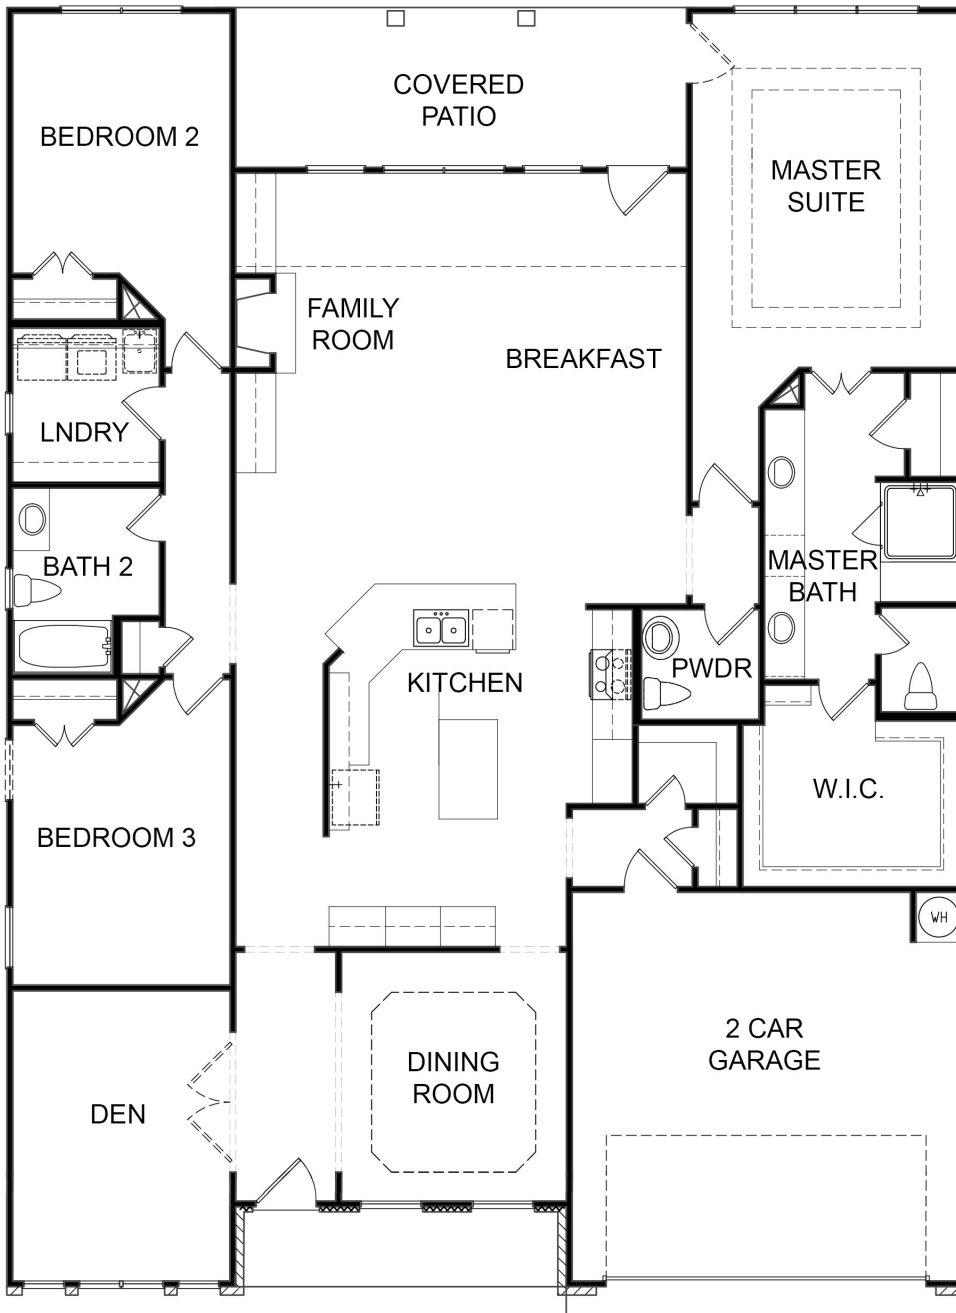 COVERED
PATIO
BEDROOM 2
MASTER
SUITE
FAMILY
ROOM
BREAKFAST
LNDRY
BATH 2
MASTER
BATH
PWDR
KITCHEN
W.I.C.
BEDROOM 3
WH
2 CAR
GARAGE
DINING
ROOM
DEN